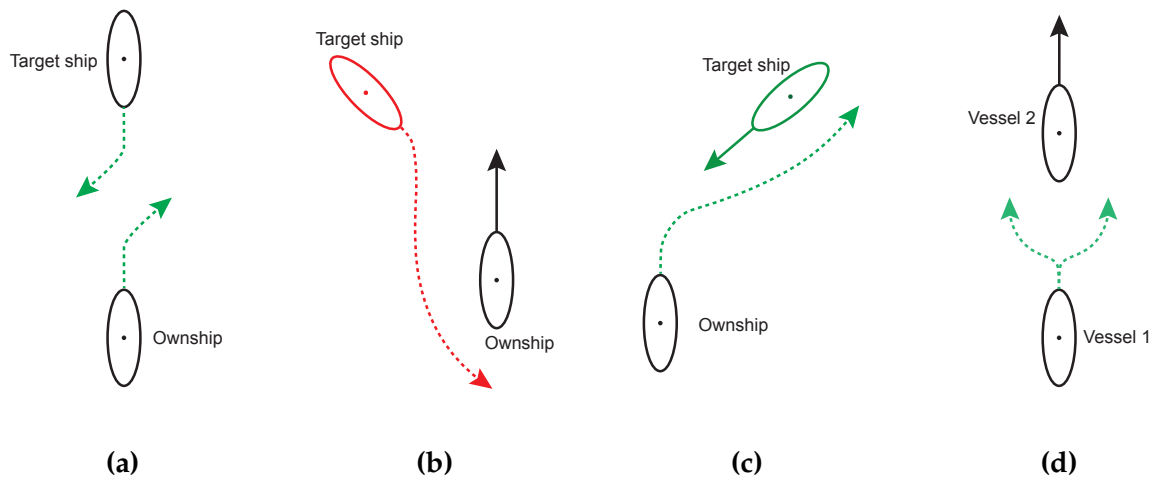 Target ship
Ownship
(a)
Target ship
Ownship
(b)
Target ship
Ownship
(c)
Vessel 2
Vessel 1
(d)